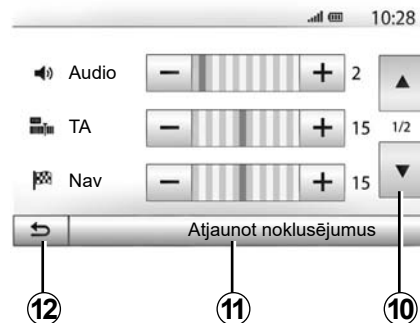 10:28
Audio − + 2 ▲
TA − + 15 1/2
Nav − + 15 ▼
Atjaunot noklusējumus
12 11 10